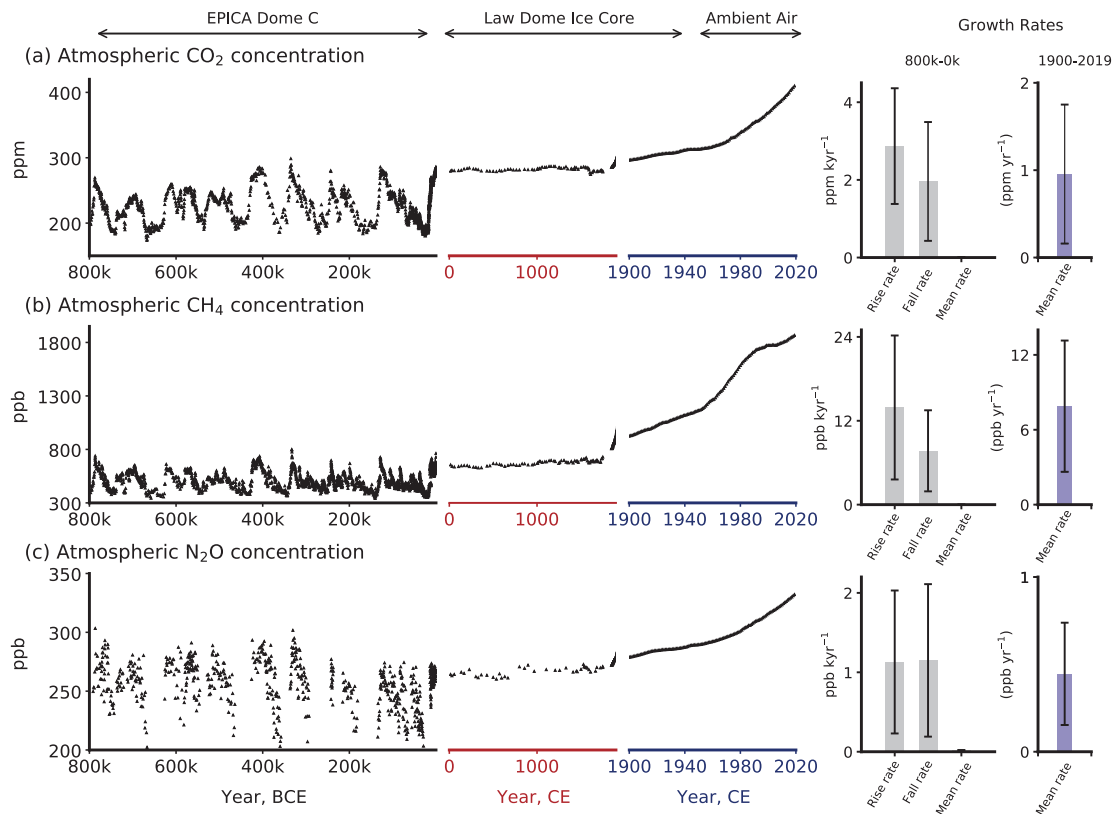 EPICA Dome C
Law Dome Ice Core
Ambient Air
Growth Rates
(a) Atmospheric CO₂ concentration
800k-0k
1900-2019
ppm
400
300
200
150
800k 600k 400k 200k
0 1000
1900 1940 1980 2020
ppm kyr⁻¹
4
2
0
Rise rate
Fall rate
Mean rate
(ppm yr⁻¹)
2
1
0
Mean rate
(b) Atmospheric CH₄ concentration
ppb
1800
1300
800
300
800k 600k 400k 200k
0 1000
1900 1940 1980 2020
ppb kyr⁻¹
24
12
0
Rise rate
Fall rate
Mean rate
(ppb yr⁻¹)
12
6
0
Mean rate
(c) Atmospheric N₂O concentration
ppb
350
300
250
200
800k 600k 400k 200k
0 1000
1900 1940 1980 2020
Year, BCE
Year, CE
Year, CE
ppb kyr⁻¹
2
1
0
Rise rate
Fall rate
Mean rate
(ppb yr⁻¹)
1
0
Mean rate